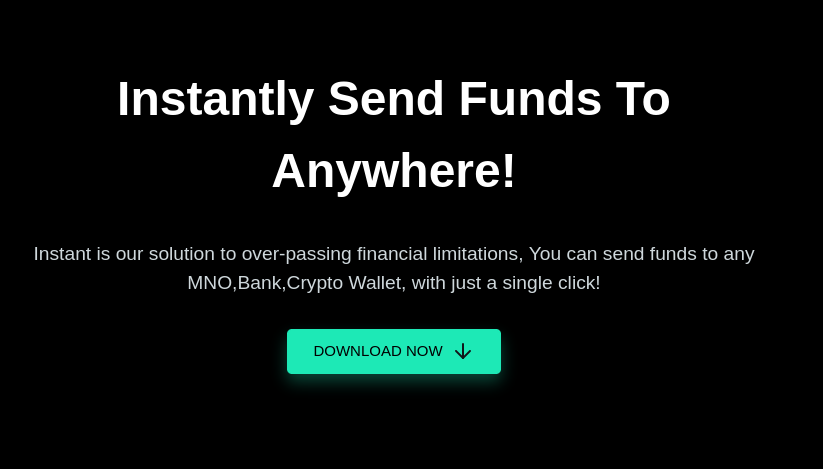 Instantly Send Funds To
Anywhere!
Instant is our solution to over-passing financial limitations, You can send funds to any
MNO,Bank,Crypto Wallet, with just a single click!
DOWNLOAD NOW